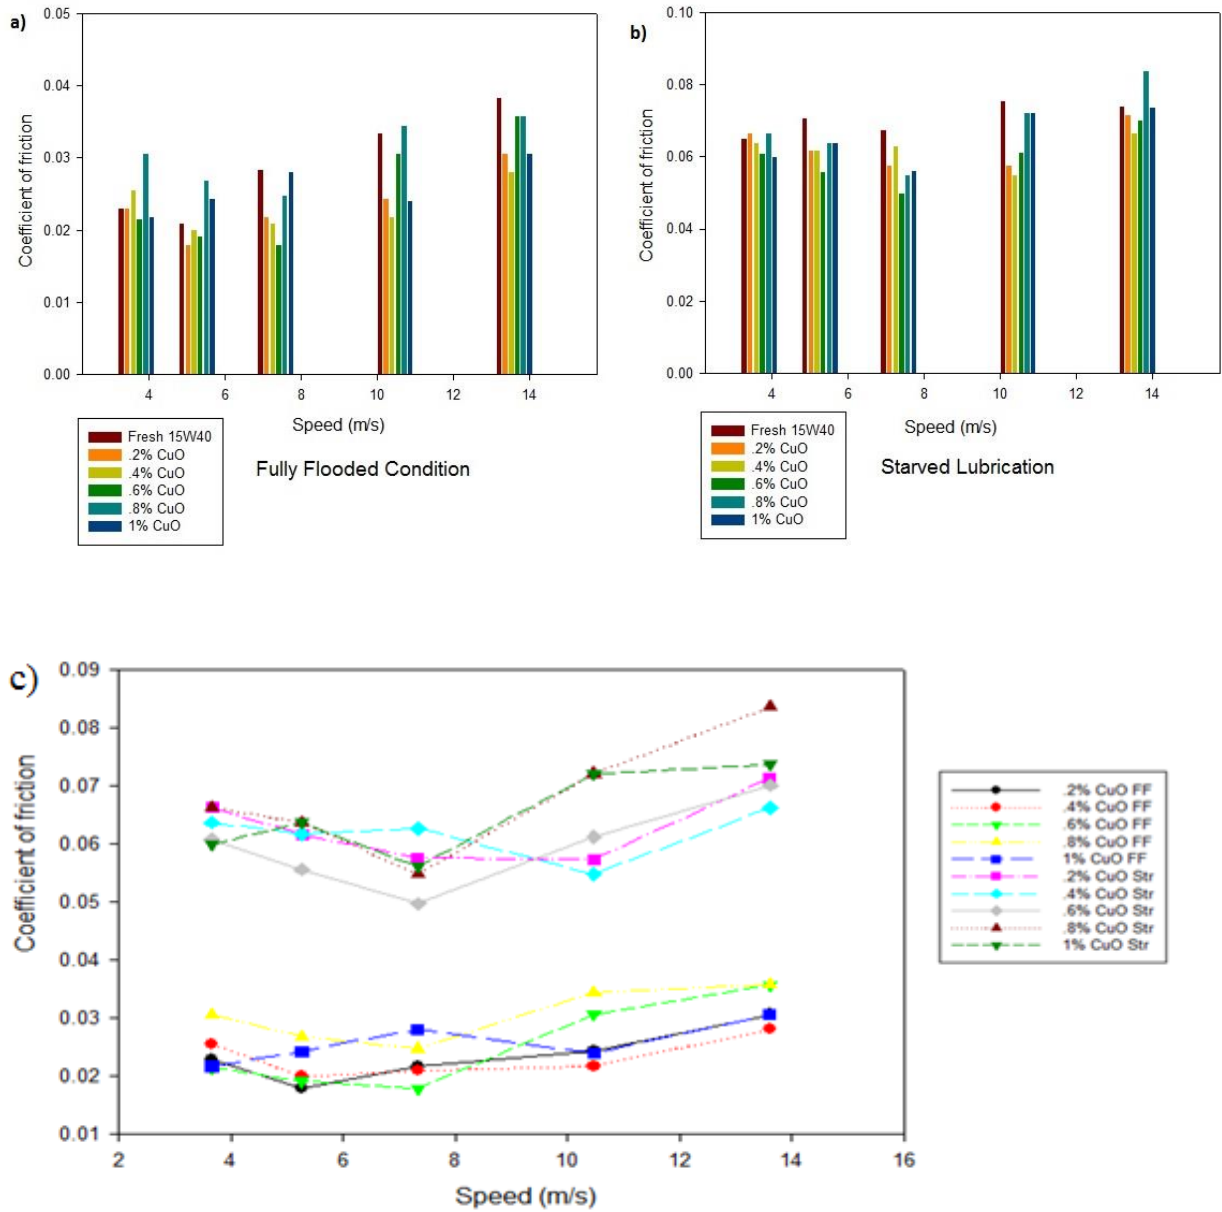 a)
0.05
0.04
0.03
0.02
0.01
0.00
Coefficient of friction
4 6 8 10 12 14
Speed (m/s)
Fresh 15W40
.2% CuO
.4% CuO
.6% CuO
.8% CuO
1% CuO
Fully Flooded Condition
b)
0.10
0.08
0.06
0.04
0.02
0.00
Coefficient of friction
4 6 8 10 12 14
Speed (m/s)
Fresh 15W40
.2% CuO
.4% CuO
.6% CuO
.8% CuO
1% CuO
Starved Lubrication
c)
0.09
0.08
0.07
0.06
0.05
0.04
0.03
0.02
0.01
Coefficient of friction
2 4 6 8 10 12 14 16
Speed (m/s)
.2% CuO FF
.4% CuO FF
.6% CuO FF
.8% CuO FF
1% CuO FF
.2% CuO Str
.4% CuO Str
.6% CuO Str
.8% CuO Str
1% CuO Str